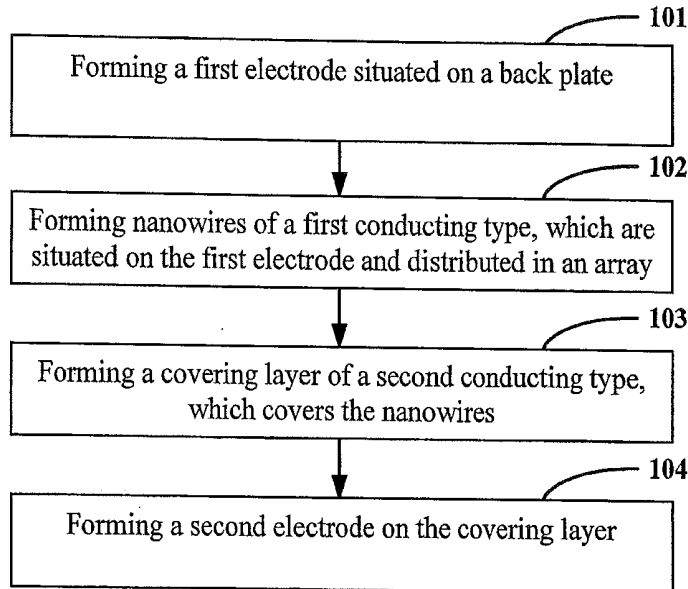 101
Forming a first electrode situated on a back plate
102
Forming nanowires of a first conducting type, which are
situated on the first electrode and distributed in an array
103
Forming a covering layer of a second conducting type,
which covers the nanowires
104
Forming a second electrode on the covering layer